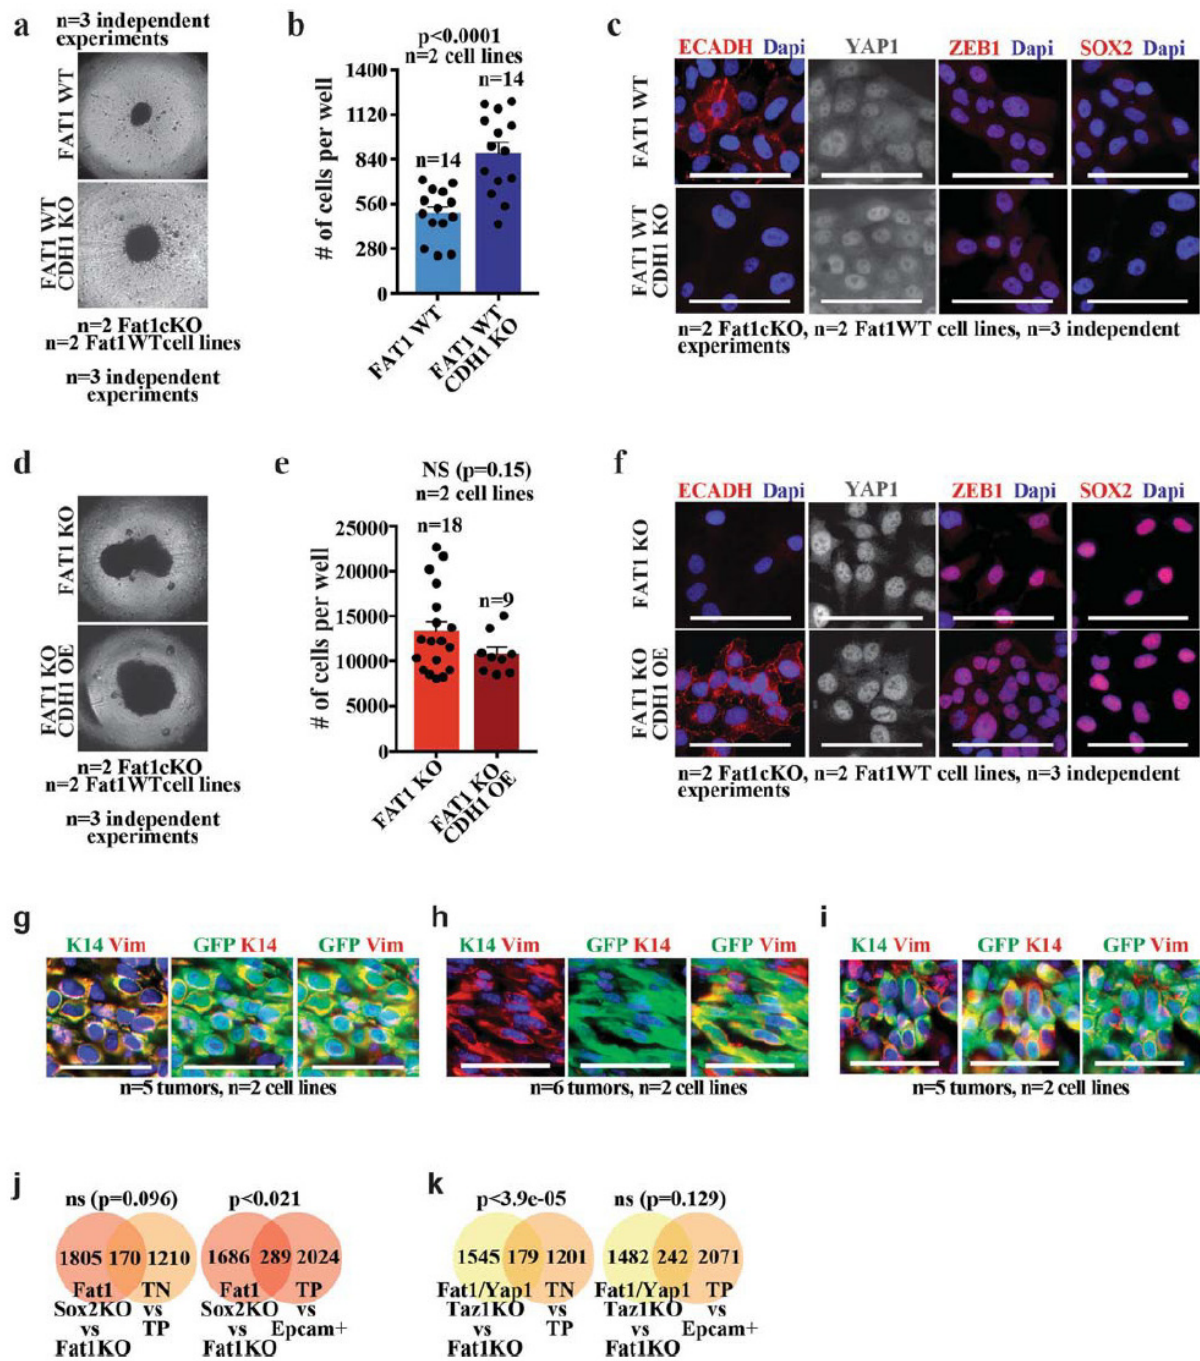 a
n=3 independent
experiments
FAT1 WT
FAT1 WT
CDH1 KO
n=2 Fat1cKO
n=2 Fat1WTcell lines
n=3 independent
experiments
b
p<0.0001
n=2 cell lines
# of cells per well
1400
1120
840
560
280
0
n=14
n=14
FAT1 WT
FAT1 WT
CDH1 KO
c
ECADH Dapi
YAP1
ZEB1 Dapi
SOX2 Dapi
FAT1 WT
FAT1 WT
CDH1 KO
n=2 Fat1cKO, n=2 Fat1WT cell lines, n=3 independent
experiments
d
FAT1 KO
FAT1 KO
CDH1 OE
n=2 Fat1cKO
n=2 Fat1WTcell lines
n=3 independent
experiments
e
NS (p=0.15)
n=2 cell lines
# of cells per well
25000
20000
15000
10000
5000
0
n=18
n=9
FAT1 KO
FAT1 KO
CDH1 OE
f
ECADH Dapi
YAP1
ZEB1 Dapi
SOX2 Dapi
FAT1 KO
FAT1 KO
CDH1 OE
n=2 Fat1cKO, n=2 Fat1WT cell lines, n=3 independent
experiments
g
K14 Vim
GFP K14
GFP Vim
n=5 tumors, n=2 cell lines
h
K14 Vim
GFP K14
GFP Vim
n=6 tumors, n=2 cell lines
i
K14 Vim
GFP K14
GFP Vim
n=5 tumors, n=2 cell lines
j
ns (p=0.096)
1805 170 1210
Fat1
Sox2KO
vs
Fat1KO
TN
vs
TP
p<0.021
1686 289 2024
Fat1
Sox2KO
vs
Fat1KO
TP
vs
Epcam+
k
p<3.9e-05
1545 179 1201
Fat1/Yap1
Taz1KO
vs
Fat1KO
TN
vs
TP
ns (p=0.129)
1482 242 2071
Fat1/Yap1
Taz1KO
vs
Fat1KO
TP
vs
Epcam+